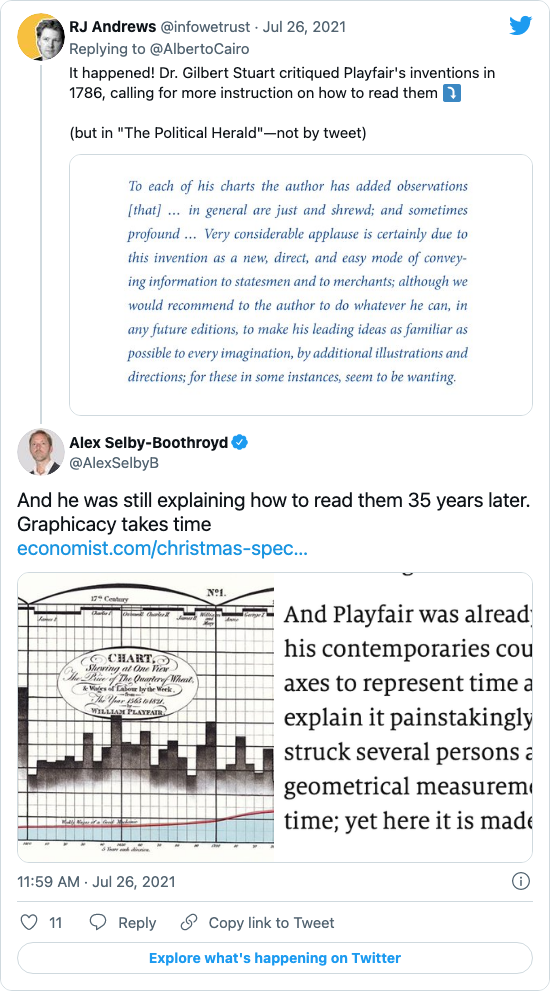 RJ Andrews @infowetrust · Jul 26, 2021
Replying to @AlbertoCairo
It happened! Dr. Gilbert Stuart critiqued Playfair's inventions in
1786, calling for more instruction on how to read them ⤵️
(but in "The Political Herald"—not by tweet)
To each of his charts the author has added observations
[that] … in general are just and shrewd; and sometimes
profound … Very considerable applause is certainly due to
this invention as a new, direct, and easy mode of convey-
ing information to statesmen and to merchants; although we
would recommend to the author to do whatever he can, in
any future editions, to make his leading ideas as familiar as
possible to every imagination, by additional illustrations and
directions; for these in some instances, seem to be wanting.
Alex Selby-Boothroyd
@AlexSelbyB
And he was still explaining how to read them 35 years later.
Graphicacy takes time
economist.com/christmas-spec...
17th Century
Nº1.
James I
Charles I
Cromwell
Charles II
James II
William and Mary
Anne
George I
CHART,
Shewing at One View
The Price of The Quarter of Wheat,
& Wages of Labour by the Week,
from
The Year 1565 to 1821,
by
WILLIAM PLAYFAIR
Weekly Wages of a Good Mechanic
5 Years each division
And Playfair was already
his contemporaries cou
axes to represent time a
explain it painstakingly
struck several persons a
geometrical measureme
time; yet here it is made
11:59 AM · Jul 26, 2021
11
Reply
Copy link to Tweet
Explore what's happening on Twitter